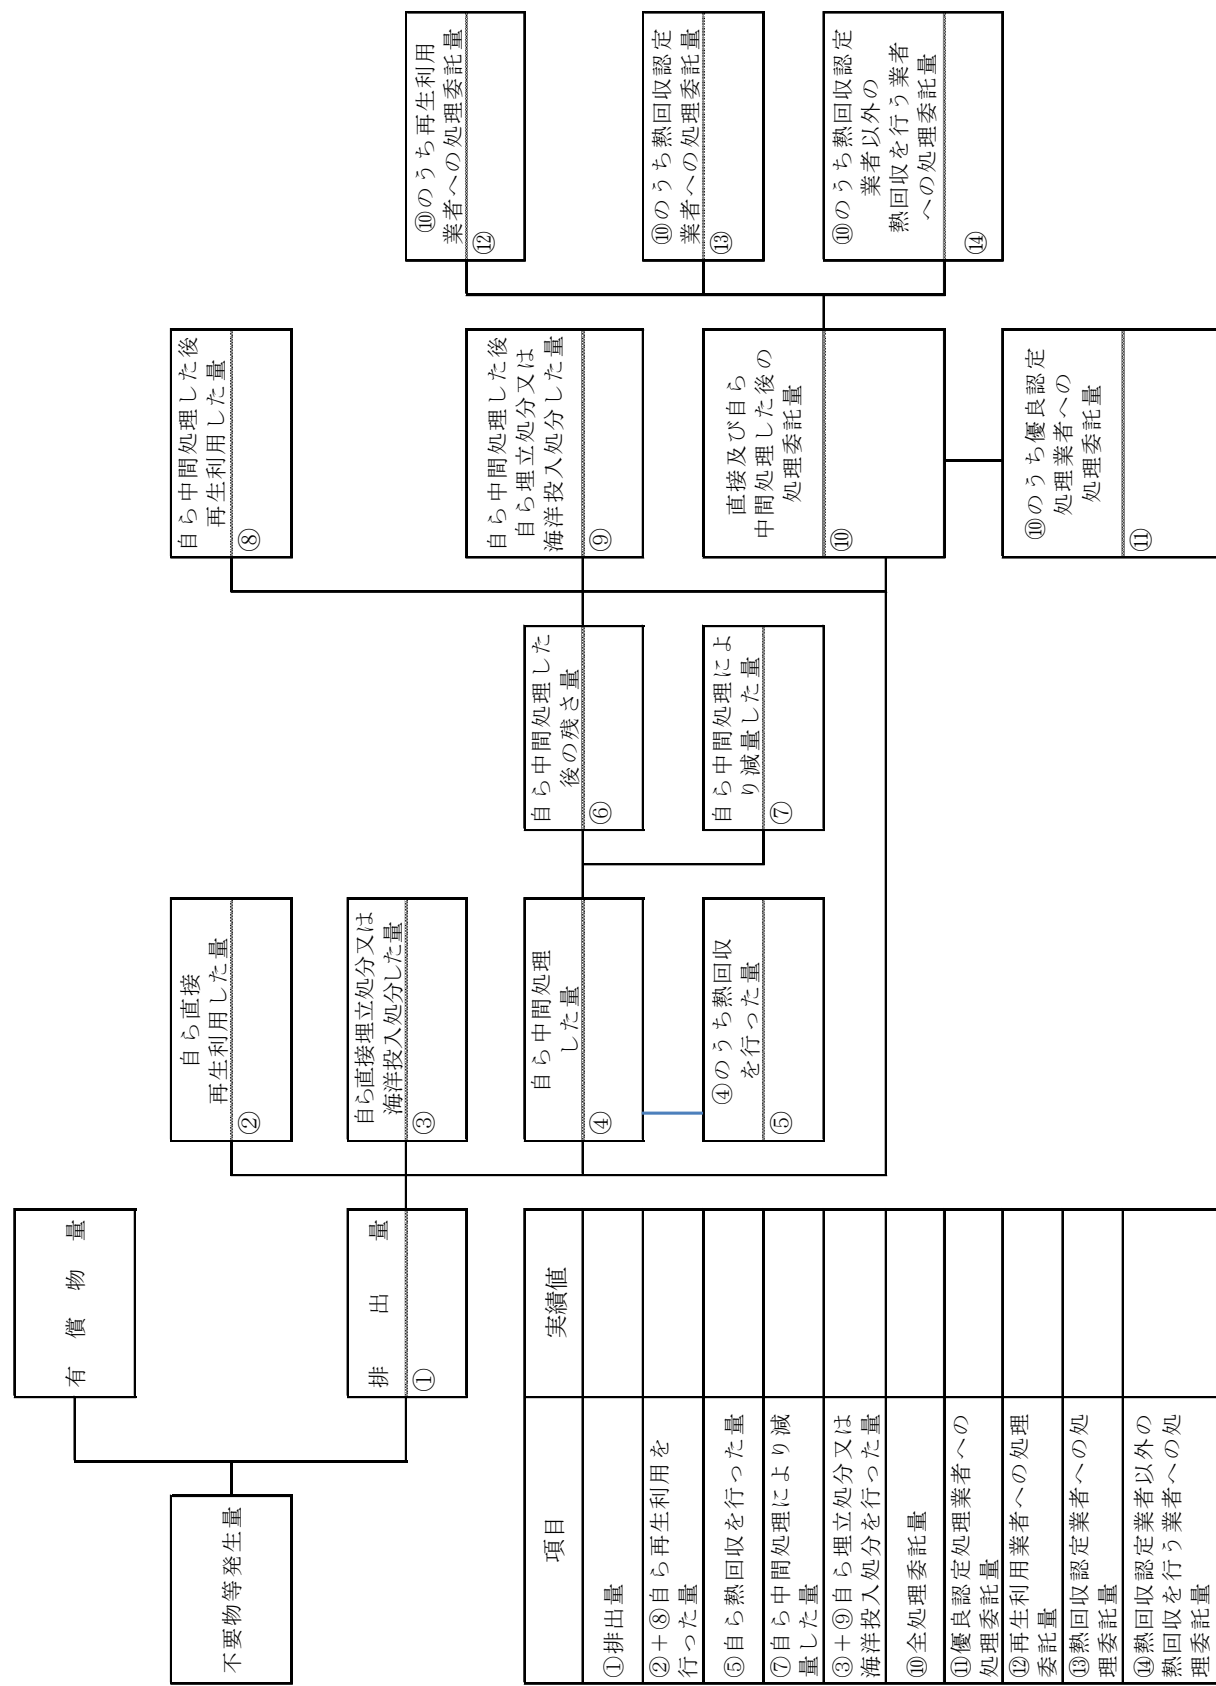 不要物等発生量
有償物量
排出量
①
自ら直接
再生利用した量
②
自ら直接埋立処分又は
海洋投入処分した量
③
自ら中間処理
した量
④
④のうち熱回収
を行った量
⑤
自ら中間処理した
後の残さ量
⑥
自ら中間処理によ
り減量した量
⑦
自ら中間処理した後
再生利用した量
⑧
自ら中間処理した後
自ら埋立処分又は
海洋投入処分した量
⑨
直接及び自ら
中間処理した後の
処理委託量
⑩
⑩のうち優良認定
処理業者への
処理委託量
⑪
⑩のうち再生利用
業者への処理委託量
⑫
⑩のうち熱回収認定
業者への処理委託量
⑬
⑩のうち熱回収認定
業者以外の
熱回収を行う業者
への処理委託量
⑭
項目
実績値
①排出量
②+⑧自ら再生利用を
行った量
⑤自ら熱回収を行った量
⑦自ら中間処理により減
量した量
③+⑨自ら埋立処分又は
海洋投入処分を行った量
⑩全処理委託量
⑪優良認定処理業者への
処理委託量
⑫再生利用業者への処理
委託量
⑬熱回収認定業者への処
理委託量
⑭熱回収認定業者以外の
熱回収を行う業者への処
理委託量